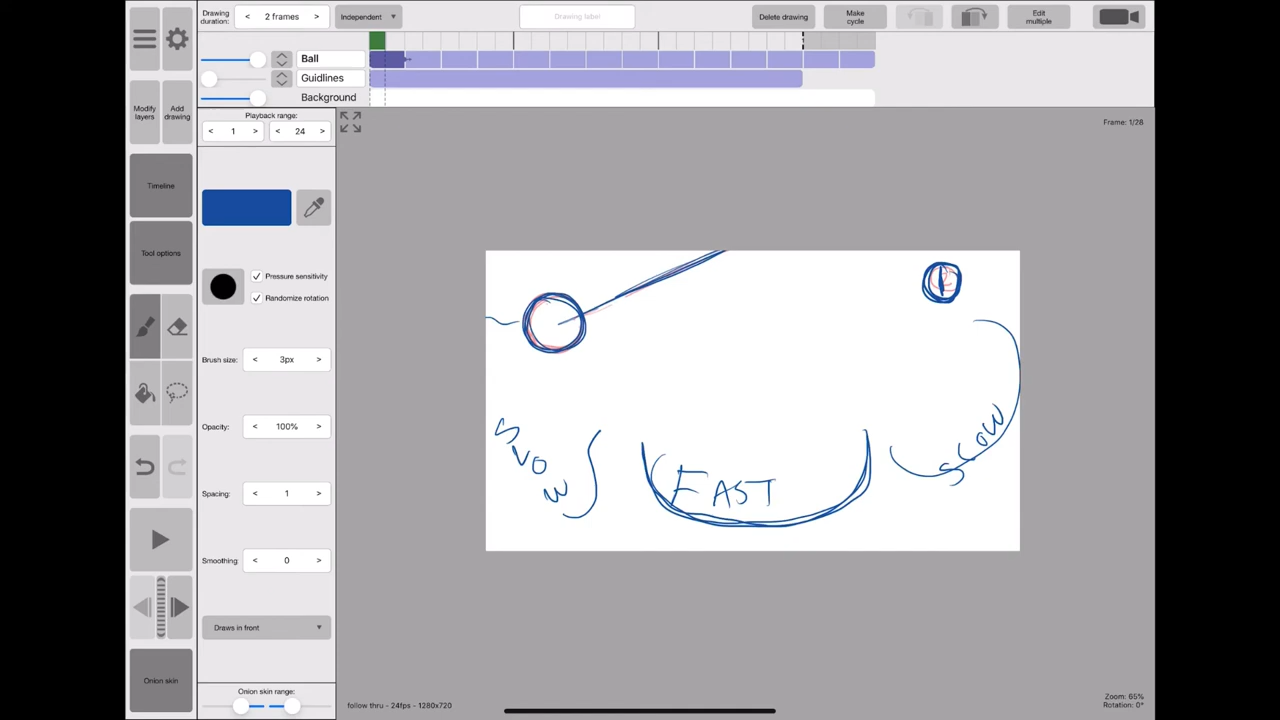 Drawing duration:
< 2 frames >
Independent ▼
Drawing label
Delete drawing
Make cycle
Edit multiple
Ball
Guidlines
Background
Modify layers
Add drawing
Playback range:
< 1 > < 24 >
Frame: 1/28
Timeline
Tool options
Pressure sensitivity
Randomize rotation
Brush size: < 3px >
Opacity: < 100% >
Spacing: < 1 >
Smoothing: < 0 >
Draws in front ▼
Onion skin
Onion skin range:
SLOW
FAST
SLOW
follow thru - 24fps - 1280x720
Zoom: 65%
Rotation: 0°